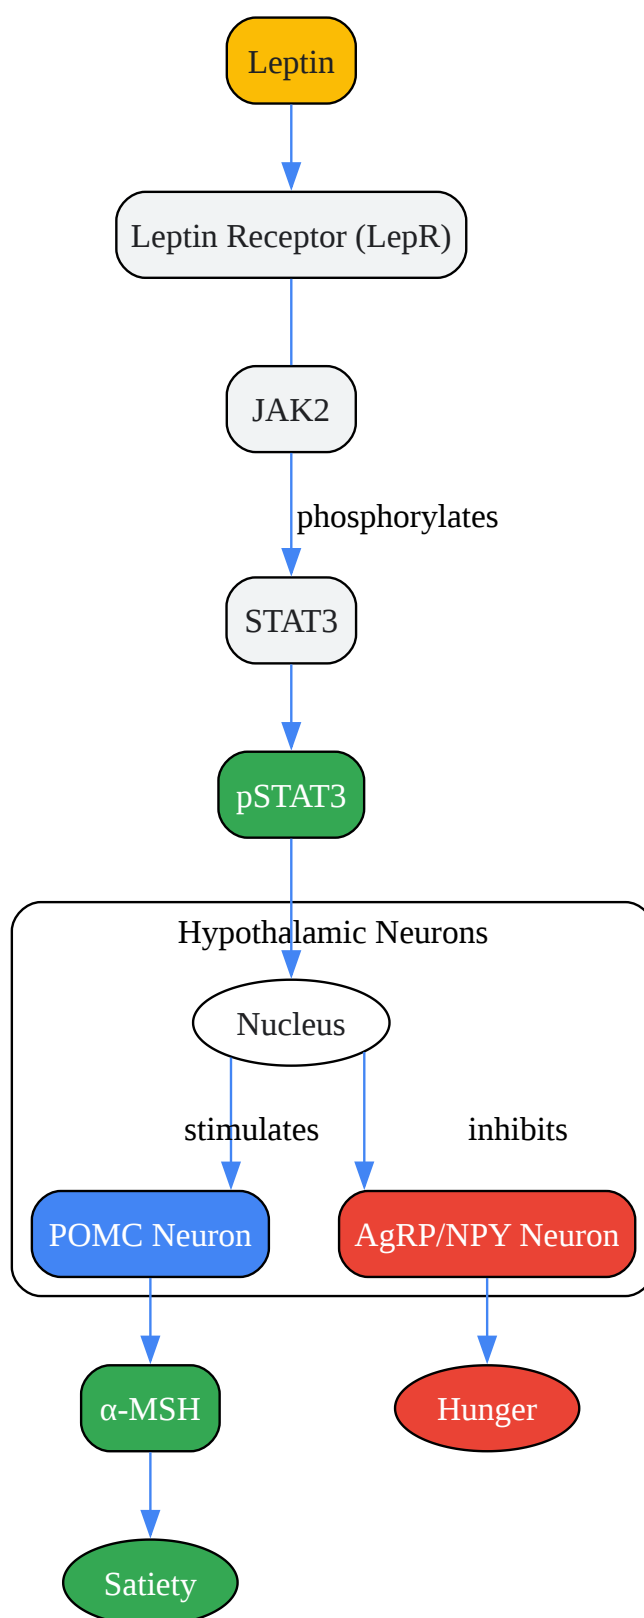 Leptin
Leptin Receptor (LepR)
JAK2
phosphorylates
STAT3
pSTAT3
Hypothalamic Neurons
Nucleus
stimulates
inhibits
POMC Neuron
AgRP/NPY Neuron
α-MSH
Hunger
Satiety